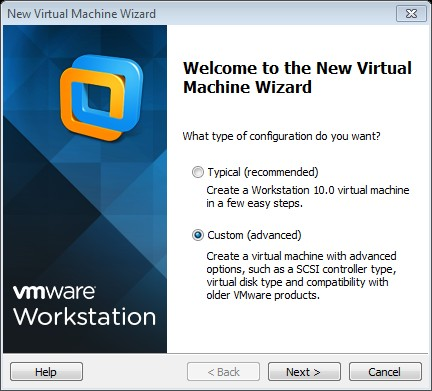 New Virtual Machine Wizard
Welcome to the New Virtual
Machine Wizard
What type of configuration do you want?
Typical (recommended)
Create a Workstation 10.0 virtual machine
in a few easy steps.
Custom (advanced)
Create a virtual machine with advanced
options, such as a SCSI controller type,
virtual disk type and compatibility with
older VMware products.
vmware
Workstation
Help
< Back
Next >
Cancel